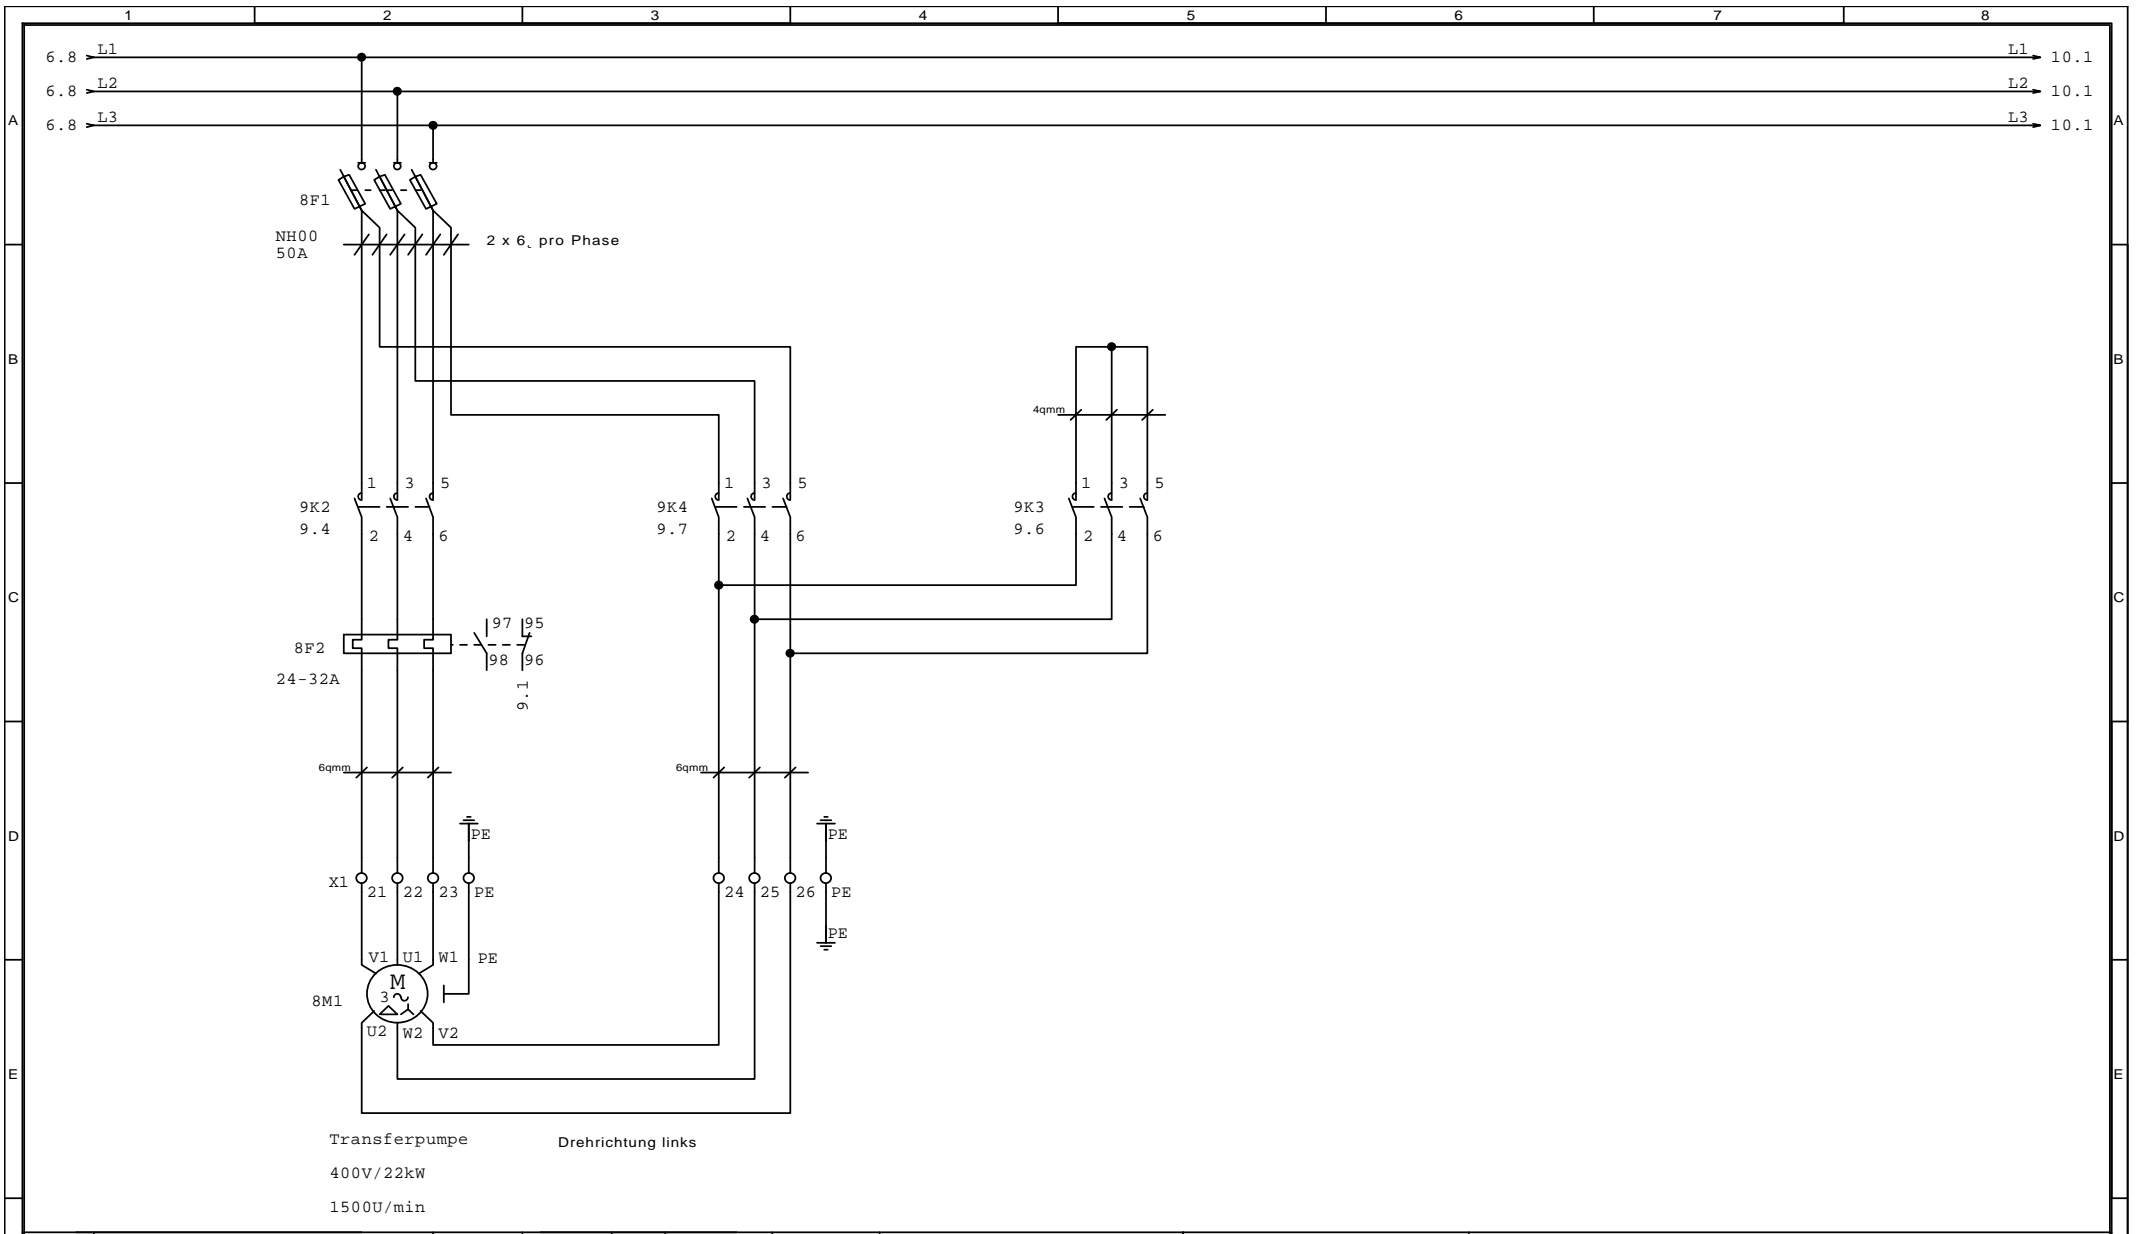 1 2 3 4 5 6 7 8
6.8 L1 L1 10.1
6.8 L2 L2 10.1
A 6.8 L3 L3 10.1 A
8F1
NH00
50A
2 x 6 pro Phase
B B
4qmm
1 3 5 1 3 5 1 3 5
9K2 9K4 9K3
9.4 9.7 9.6
2 4 6 2 4 6 2 4 6
C C
97 95
8F2
98 96
24-32A
9.1
6qmm 6qmm
D PE PE D
X1 21 22 23 PE 24 25 26 PE
PE
V1 U1 W1 PE
M
3
8M1
U2 W2 V2
E E
Transferpumpe
Drehrichtung links
400V/22kW
1500U/min